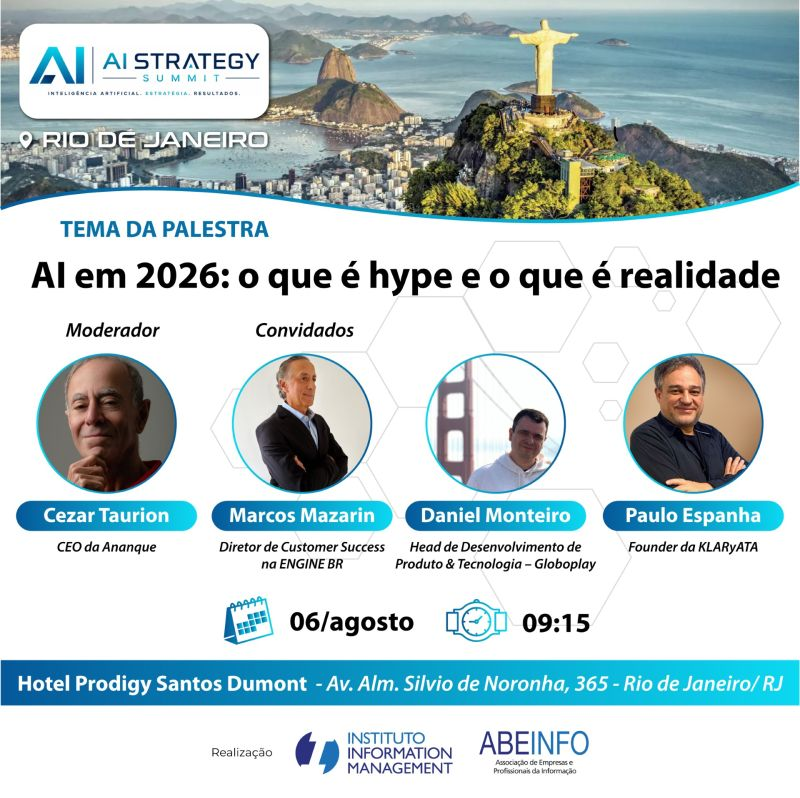 AI | AI STRATEGY
SUMMIT
INTELIGÊNCIA ARTIFICIAL. ESTRATÉGIA. RESULTADOS.
RIO DE JANEIRO
TEMA DA PALESTRA
AI em 2026: o que é hype e o que é realidade
Moderador
Convidados
Cezar Taurion
CEO da Ananque
Marcos Mazarin
Diretor de Customer Success
na ENGINE BR
Daniel Monteiro
Head de Desenvolvimento de
Produto & Tecnologia – Globoplay
Paulo Espanha
Founder da KLARyATA
06/agosto
09:15
Hotel Prodigy Santos Dumont - Av. Alm. Silvio de Noronha, 365 - Rio de Janeiro/ RJ
Realização
INSTITUTO
INFORMATION
MANAGEMENT
ABEINFO
Associação de Empresas e
Profissionais da Informação